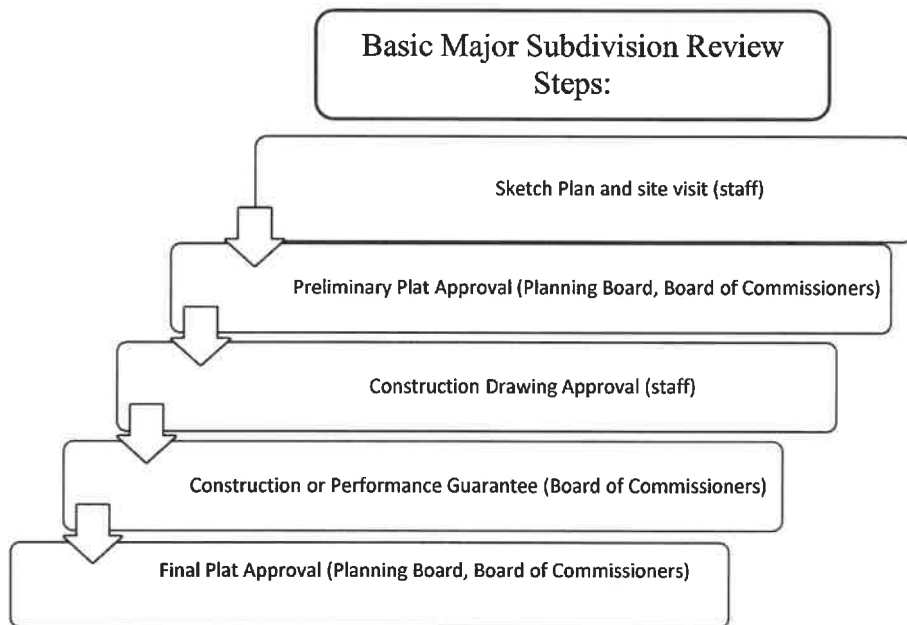 Basic Major Subdivision Review
Steps:
Sketch Plan and site visit (staff)
Preliminary Plat Approval (Planning Board, Board of Commissioners)
Construction Drawing Approval (staff)
Construction or Performance Guarantee (Board of Commissioners)
Final Plat Approval (Planning Board, Board of Commissioners)